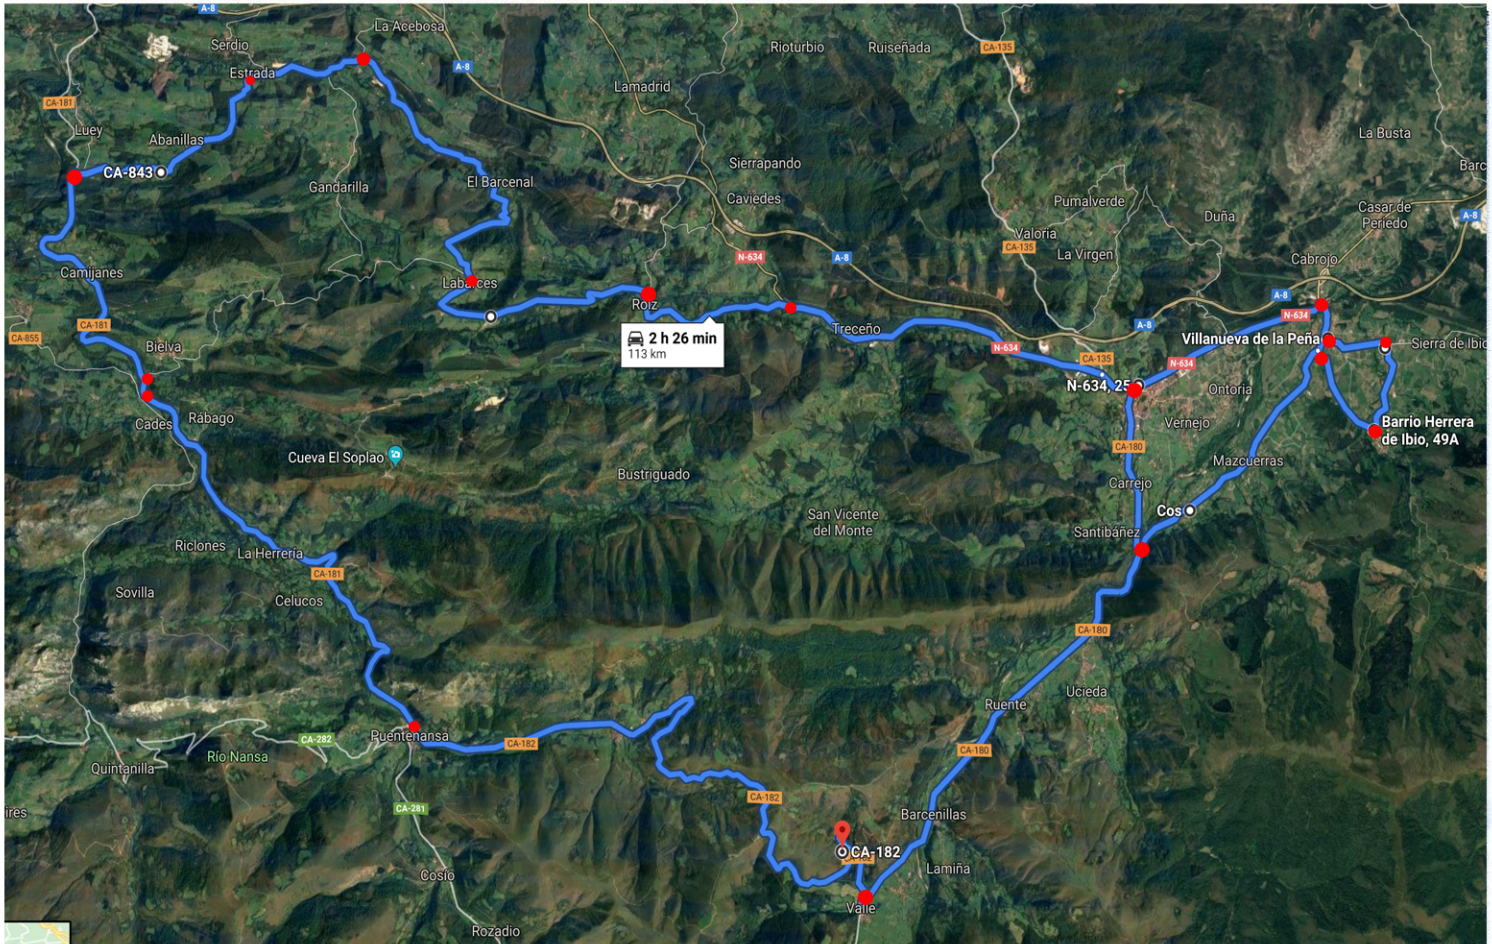 A-8
La Acebosa
Serdio
Rioturbio
Ruiseñada
CA-135
Estrada
A-8
Lamadrid
CA-181
Luey
Abanillas
La Busta
Sierrapando
CA-843
Gandarilla
El Barcenal
Caviedes
Pumalverde
Duña
Casar de
Periedo
A-8
Valoria
CA-135
La Virgen
N-634
A-8
Cabrojo
Camijanes
Labarces
A-8
Roiz
N-634
CA-181
CA-855
Treceño
A-8
Villanueva de la Peña
Bielva
2 h 26 min
113 km
N-634
CA-135
N-634
N-634, 25
Ontoria
Cades
Rábago
Vernejo
Barrio Herrera
de Ibio, 49A
CA-180
Cueva El Soplao
Bustriguado
Mazcuerras
Carrejo
San Vicente
del Monte
Cos
Santibáñez
Riclones
La Herrería
CA-181
Sovilla
Celucos
CA-180
Ucieda
Ruente
Puentenansa
CA-282
CA-182
Río Nansa
CA-180
Quintanilla
CA-182
CA-281
Barcenillas
CA-182
Lamiña
Cosío
Valle
Rozadio